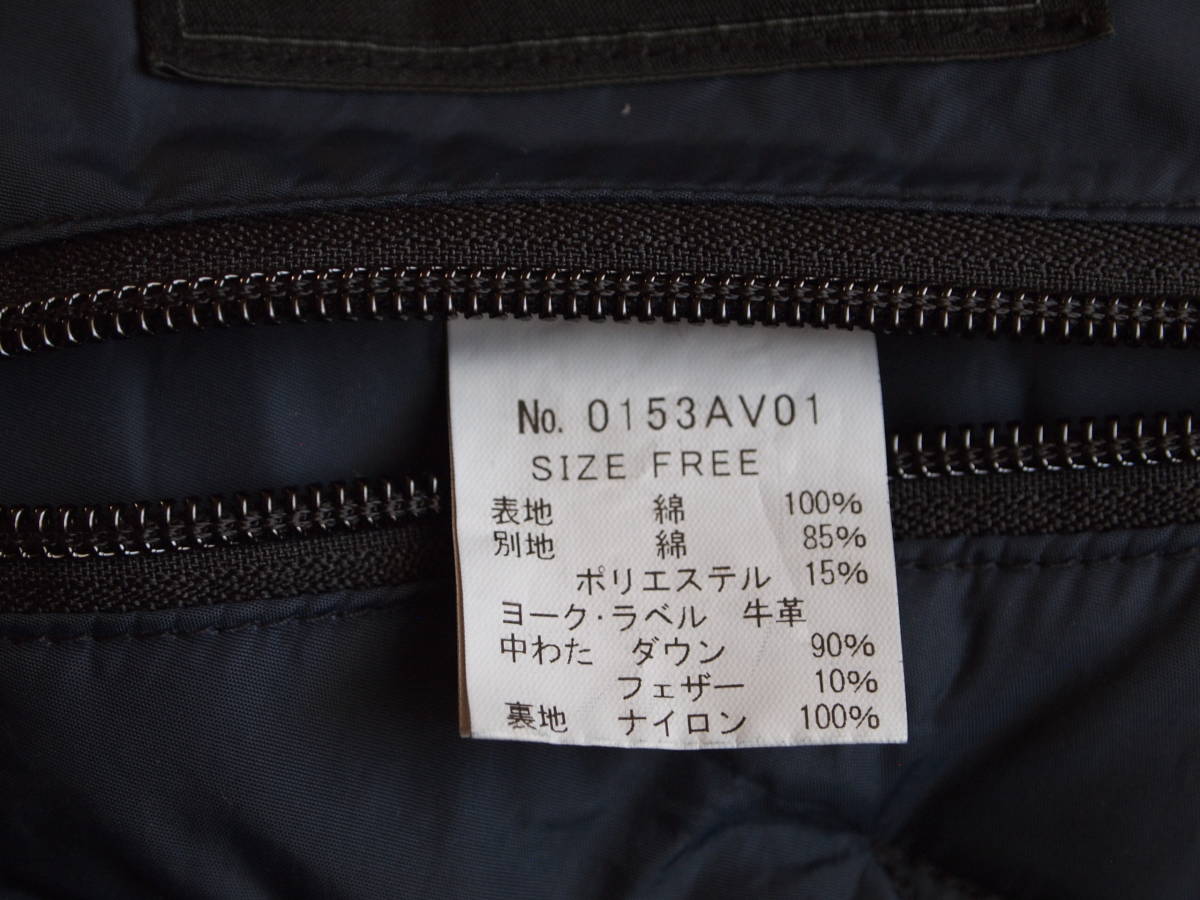 No. 0153AV01
SIZE FREE
表地 綿 100%
別地 綿 85%
ポリエステル 15%
ヨーク・ラベル 牛革
中わた ダウン 90%
フェザー 10%
裏地 ナイロン 100%